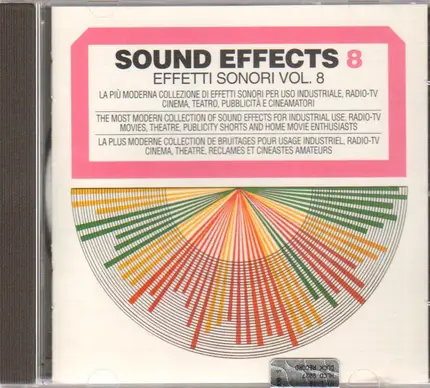 SOUND EFFECTS 8
EFFETTI SONORI VOL. 8
LA PIÙ MODERNA COLLEZIONE DI EFFETTI SONORI PER USO INDUSTRIALE, RADIO-TV
CINEMA, TEATRO, PUBBLICITÀ E CINEAMATORI
THE MOST MODERN COLLECTION OF SOUND EFFECTS FOR INDUSTRIAL USE, RADIO-TV
MOVIES, THEATRE, PUBLICITY SHORTS AND HOME MOVIE ENTHUSIASTS
LA PLUS MODERNE COLLECTION DE BRUITAGES POUR USAGE INDUSTRIEL, RADIO-TV
CINEMA, THEATRE, RECLAMES ET CINEASTES AMATEURS